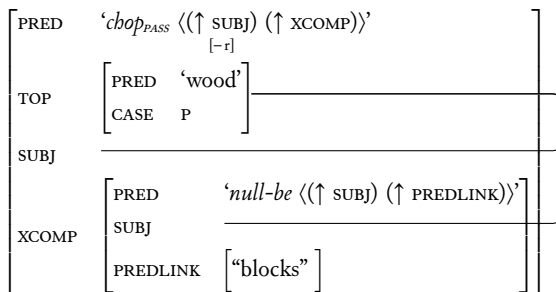 PRED ‘chop_PASS ⟨(↑ SUBJ) (↑ XCOMP)⟩’
[−r]
TOP
PRED ‘wood’
CASE P
SUBJ
XCOMP
PRED ‘null-be ⟨(↑ SUBJ) (↑ PREDLINK)⟩’
SUBJ
PREDLINK [“blocks” ]